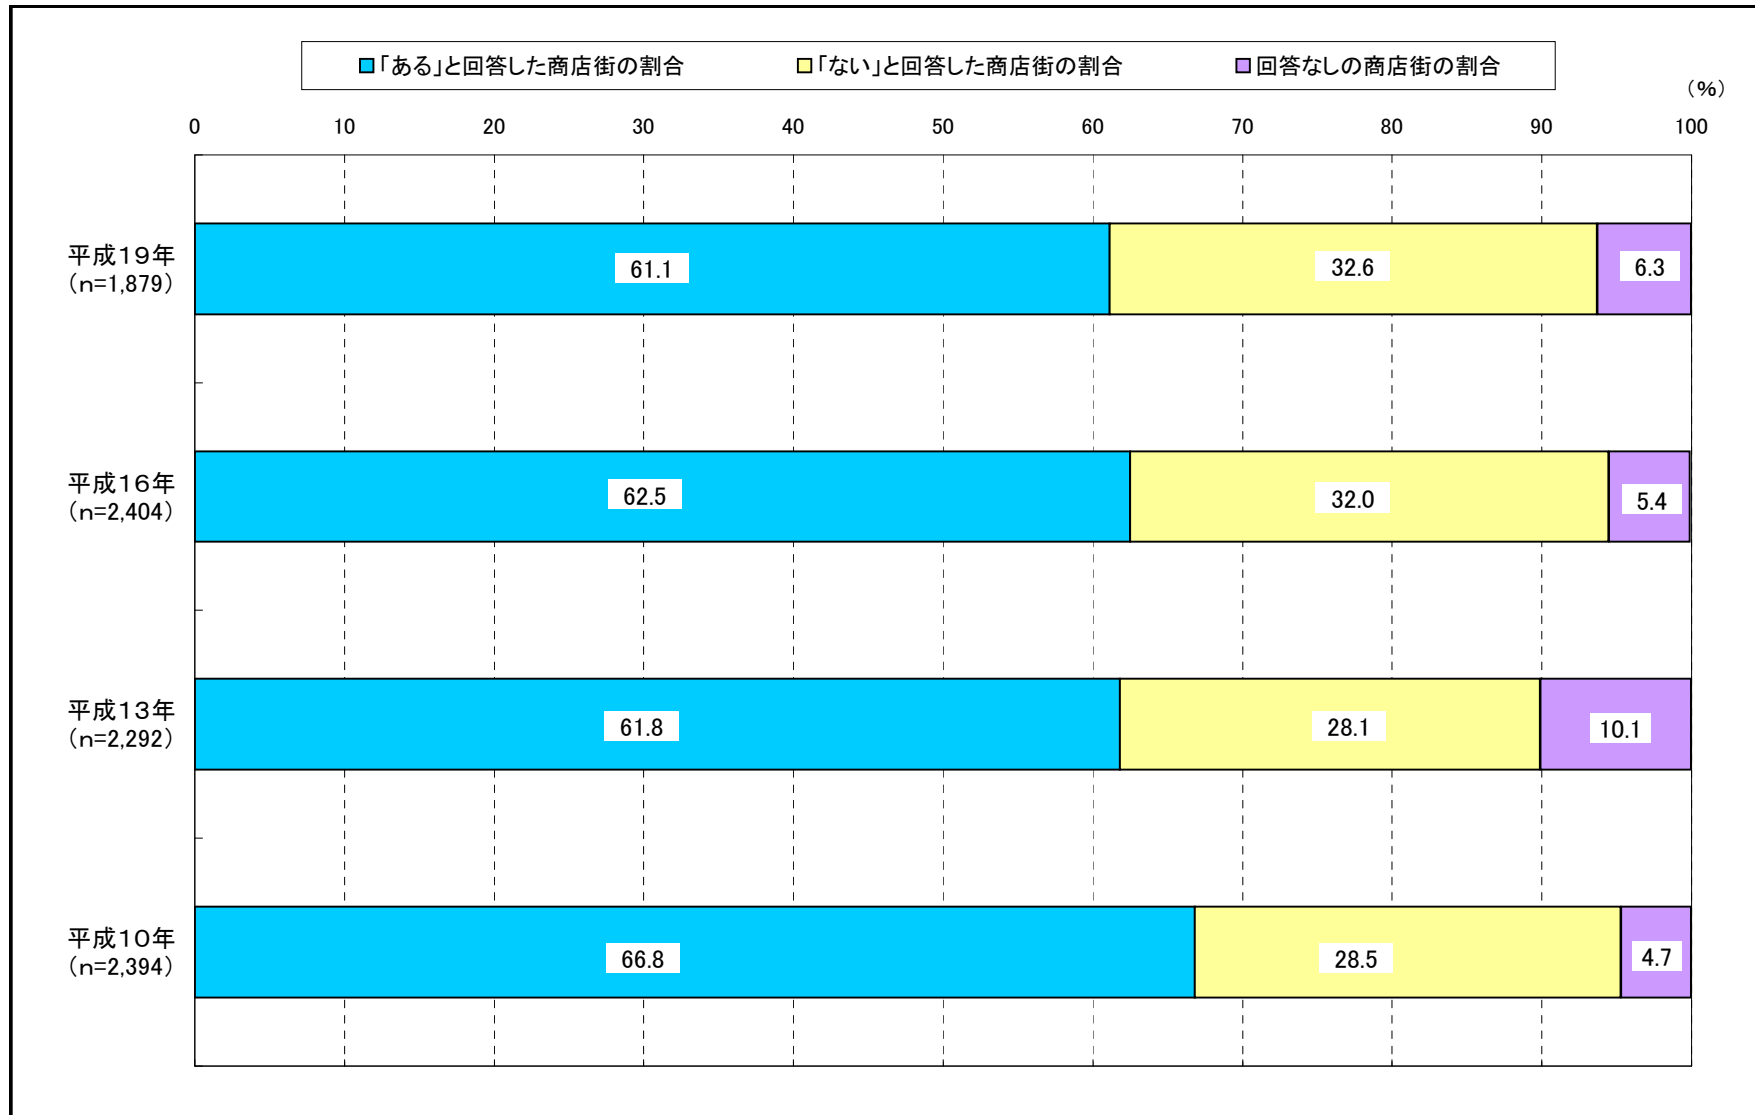 「ある」と回答した商店街の割合 「ない」と回答した商店街の割合 回答なしの商店街の割合
（％）
0 10 20 30 40 50 60 70 80 90 100
平成１９年
（ｎ=1,879）
61.1 32.6 6.3
平成１６年
（ｎ=2,404）
62.5 32.0 5.4
平成１３年
（ｎ=2,292）
61.8 28.1 10.1
平成１０年
（ｎ=2,394）
66.8 28.5 4.7